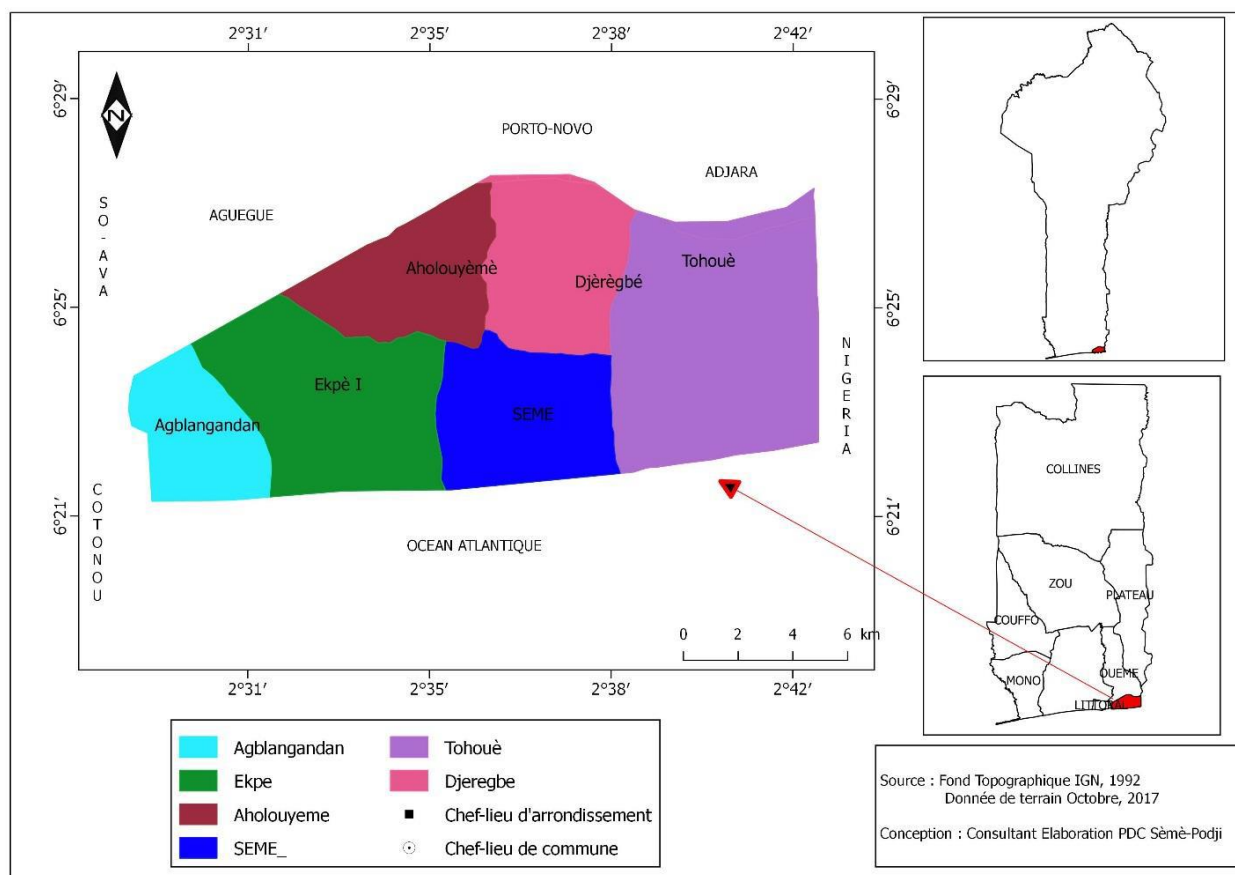 2°31′ 2°35′ 2°38′ 2°42′
6°29′ 6°29′
N
PORTO-NOVO
ADJARA
AGUEGUE
SO-AVA
Aholouyèmè
Djèrègbé
Tohouè
6°25′ 6°25′
NIGERIA
Ekpè I
SEME
Agblangandan
6°21′ 6°21′
COTONOU
OCEAN ATLANTIQUE
0 2 4 6 km
2°31′ 2°35′ 2°38′ 2°42′
COLLINES
ZOU
PLATEAU
COUFFO
MONO
OUEME
LITTORAL
Agblangandan
Ekpe
Aholouyeme
SEME_
Tohouè
Djeregbe
Chef-lieu d'arrondissement
Chef-lieu de commune
Source : Fond Topographique IGN, 1992
Donnée de terrain Octobre, 2017
Conception : Consultant Elaboration PDC Sèmè-Podji